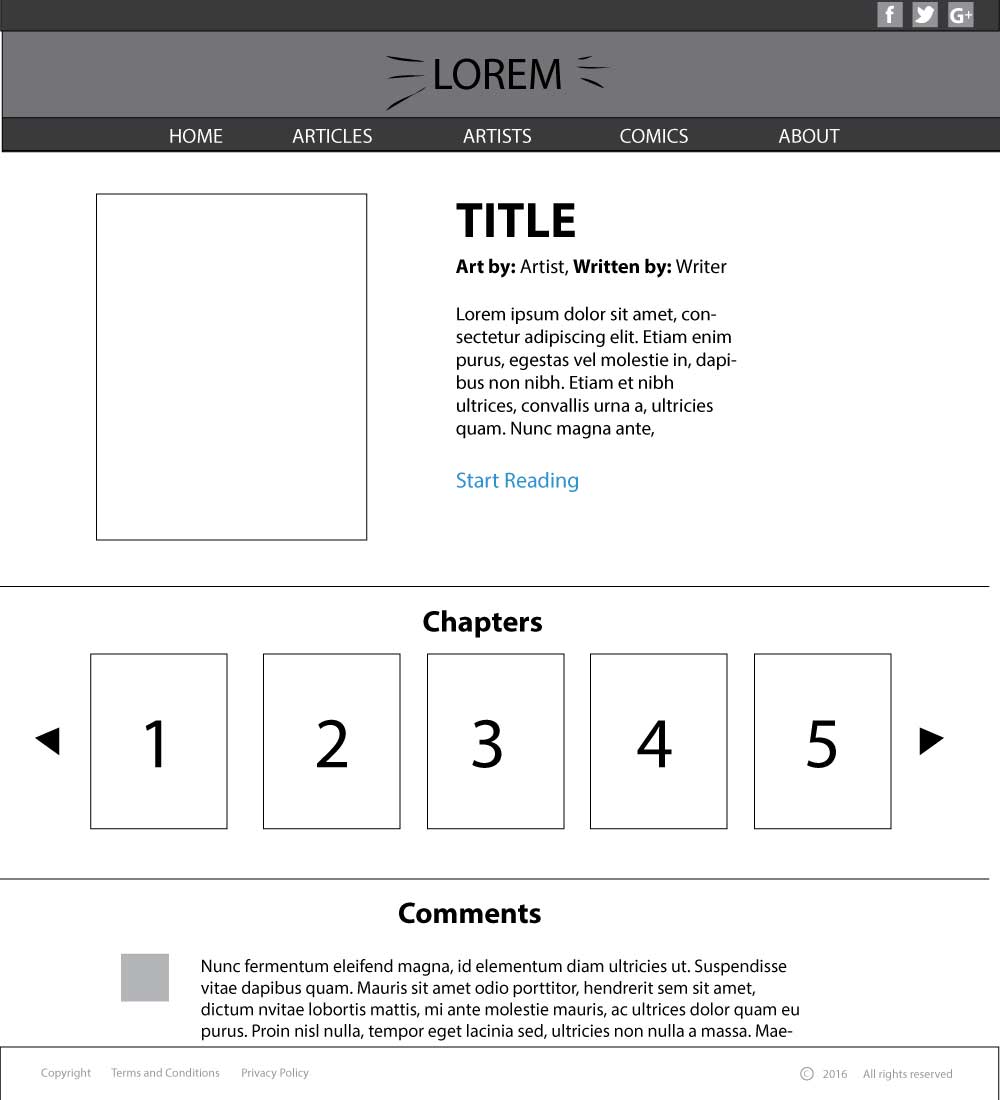 f G+
LOREM
HOME ARTICLES ARTISTS COMICS ABOUT
TITLE
Art by: Artist, Written by: Writer
Lorem ipsum dolor sit amet, con-
sectetur adipiscing elit. Etiam enim
purus, egestas vel molestie in, dapi-
bus non nibh. Etiam et nibh
ultrices, convallis urna a, ultricies
quam. Nunc magna ante,
Start Reading
Chapters
1 2 3 4 5
Comments
Nunc fermentum eleifend magna, id elementum diam ultricies ut. Suspendisse
vitae dapibus quam. Mauris sit amet odio porttitor, hendrerit sem sit amet,
dictum nvitae lobortis mattis, mi ante molestie mauris, ac ultrices dolor quam eu
purus. Proin nisl nulla, tempor eget lacinia sed, ultricies non nulla a massa. Mae-
Copyright Terms and Conditions Privacy Policy © 2016 All rights reserved